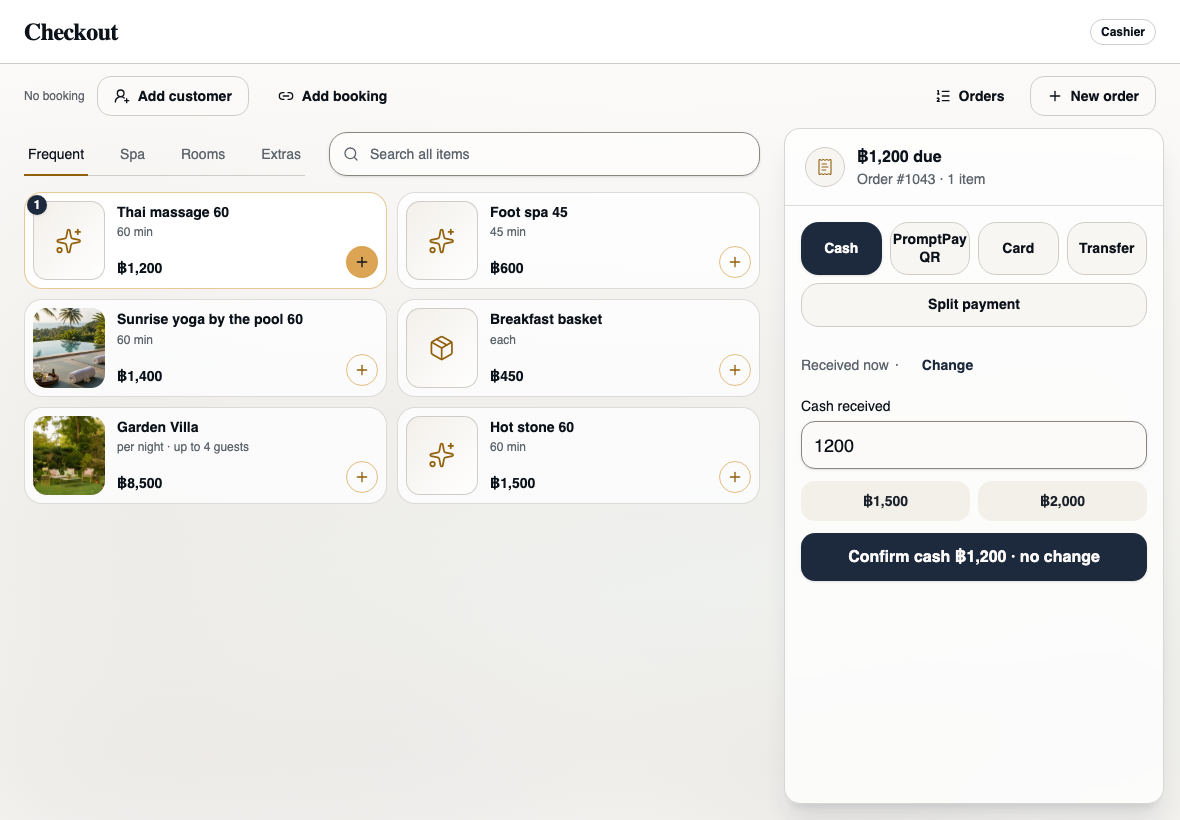 Checkout
Cashier
No booking
Add customer
Add booking
Orders
New order
Frequent
Spa
Rooms
Extras
Search all items
1
Thai massage 60
60 min
฿1,200
Foot spa 45
45 min
฿600
Sunrise yoga by the pool 60
60 min
฿1,400
Breakfast basket
each
฿450
Garden Villa
per night · up to 4 guests
฿8,500
Hot stone 60
60 min
฿1,500
฿1,200 due
Order #1043 · 1 item
Cash
PromptPay
QR
Card
Transfer
Split payment
Received now ·
Change
Cash received
1200
฿1,500
฿2,000
Confirm cash ฿1,200 · no change